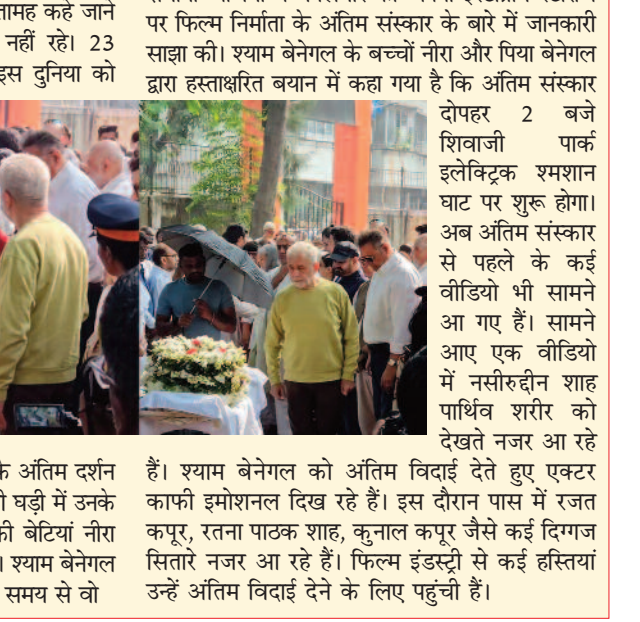 तामह कहे जाने
नहीं रहे। 23
इस दुनिया को
के अंतिम दर्शन
घड़ी में उनके
की बेटियां नीरा
। श्याम बेनेगल
समय से वो
पर फिल्म निर्माता के अंतिम संस्कार के बारे में जानकारी
साझा की। श्याम बेनेगल के बच्चों नीरा और पिया बेनेगल
द्वारा हस्ताक्षरित बयान में कहा गया है कि अंतिम संस्कार
दोपहर 2 बजे
शिवाजी पार्क
इलेक्ट्रिक श्मशान
घाट पर शुरू होगा।
अब अंतिम संस्कार
से पहले के कई
वीडियो भी सामने
आ गए हैं। सामने
आए एक वीडियो
में नसीरुद्दीन शाह
पार्थिव शरीर को
देखते नजर आ रहे
हैं। श्याम बेनेगल को अंतिम विदाई देते हुए एक्टर
काफी इमोशनल दिख रहे हैं। इस दौरान पास में रजत
कपूर, रतना पाठक शाह, कुनाल कपूर जैसे कई दिग्गज
सितारे नजर आ रहे हैं। फिल्म इंडस्ट्री से कई हस्तियां
उन्हें अंतिम विदाई देने के लिए पहुंची हैं।